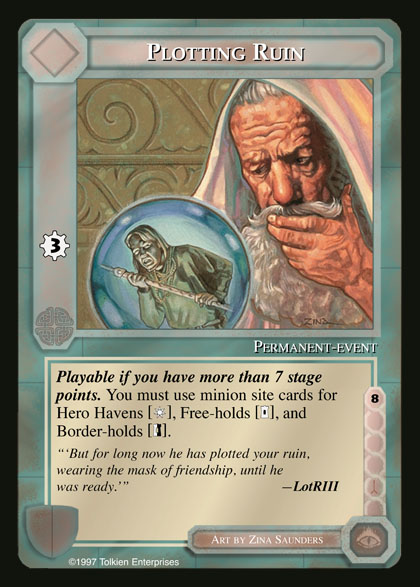 Plotting Ruin
3
ZINA
Permanent-event
Playable if you have more than 7 stage
points. You must use minion site cards for
Hero Havens [ ], Free-holds [ ], and
Border-holds [ ].
8
“‘But for long now he has plotted your ruin,
wearing the mask of friendship, until he
was ready.’” —LotRIII
Art by Zina Saunders
©1997 Tolkien Enterprises